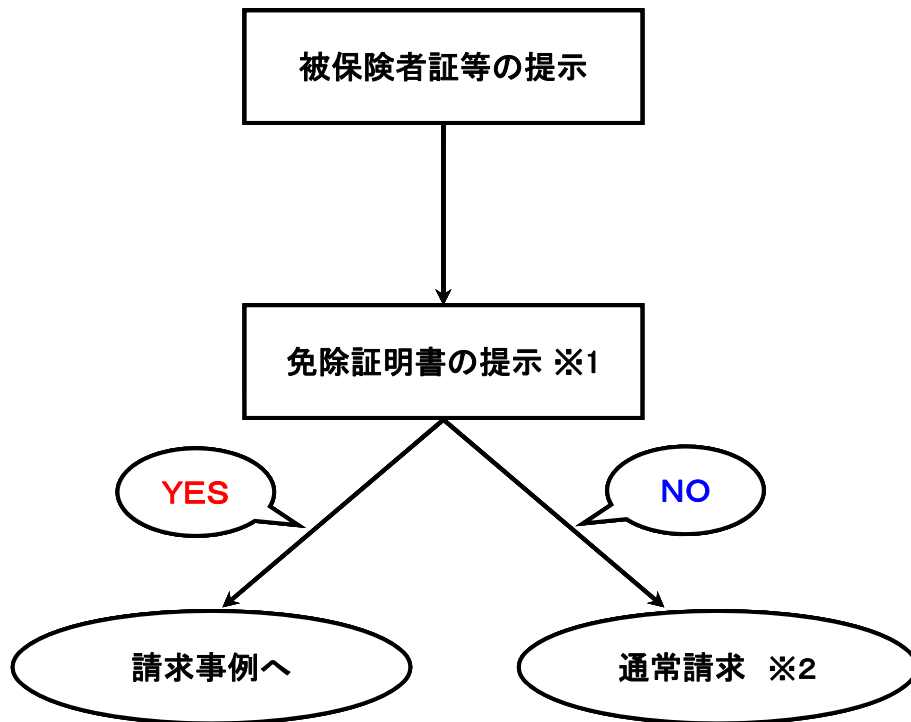 被保険者証等の提示
免除証明書の提示 ※1
YES
NO
請求事例へ
通常請求 ※2